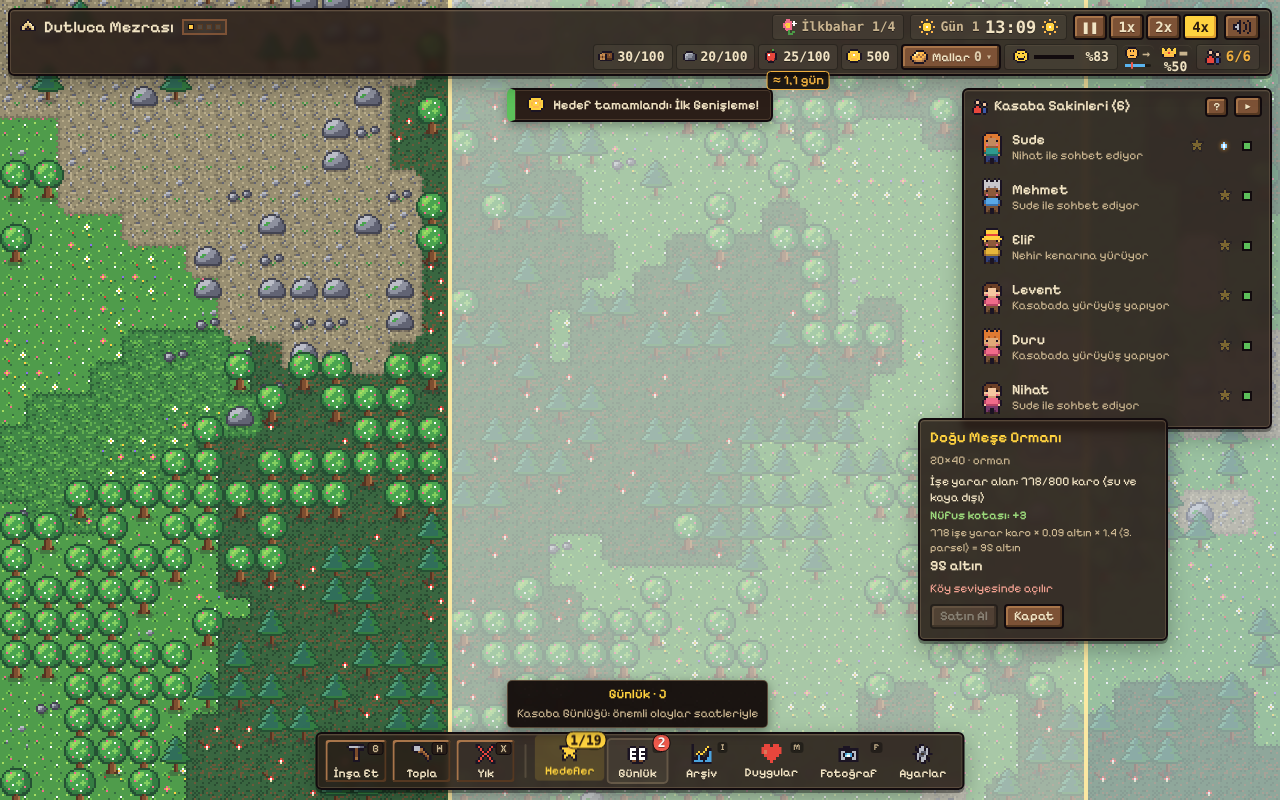 Dutluca Mezrası
İlkbahar 1/4
Gün 1 13:09
1x
2x
4x
30/100
20/100
25/100
500
Mallar 0
%83
%50
6/6
≈ 1,1 gün
Hedef tamamlandı: İlk Genişleme!
Kasaba Sakinleri (6)
?
Sude
Nihat ile sohbet ediyor
Mehmet
Sude ile sohbet ediyor
Elif
Nehir kenarına yürüyor
Levent
Kasabada yürüyüş yapıyor
Duru
Kasabada yürüyüş yapıyor
Nihat
Sude ile sohbet ediyor
Doğu Meşe Ormanı
20×40 · orman
İşe yarar alan: 778/800 karo (su ve
kaya dışı)
Nüfus kotası: +3
778 işe yarar karo × 0.09 altın × 1.4 (3.
parsel) = 98 altın
98 altın
Köy seviyesinde açılır
Satın Al
Kapat
Günlük · J
Kasaba Günlüğü: önemli olaylar saatleriyle
İnşa Et
G
Topla
H
Yık
X
Hedefler
1/19
Günlük
2
Arşiv
I
Duygular
M
Fotoğraf
F
Ayarlar